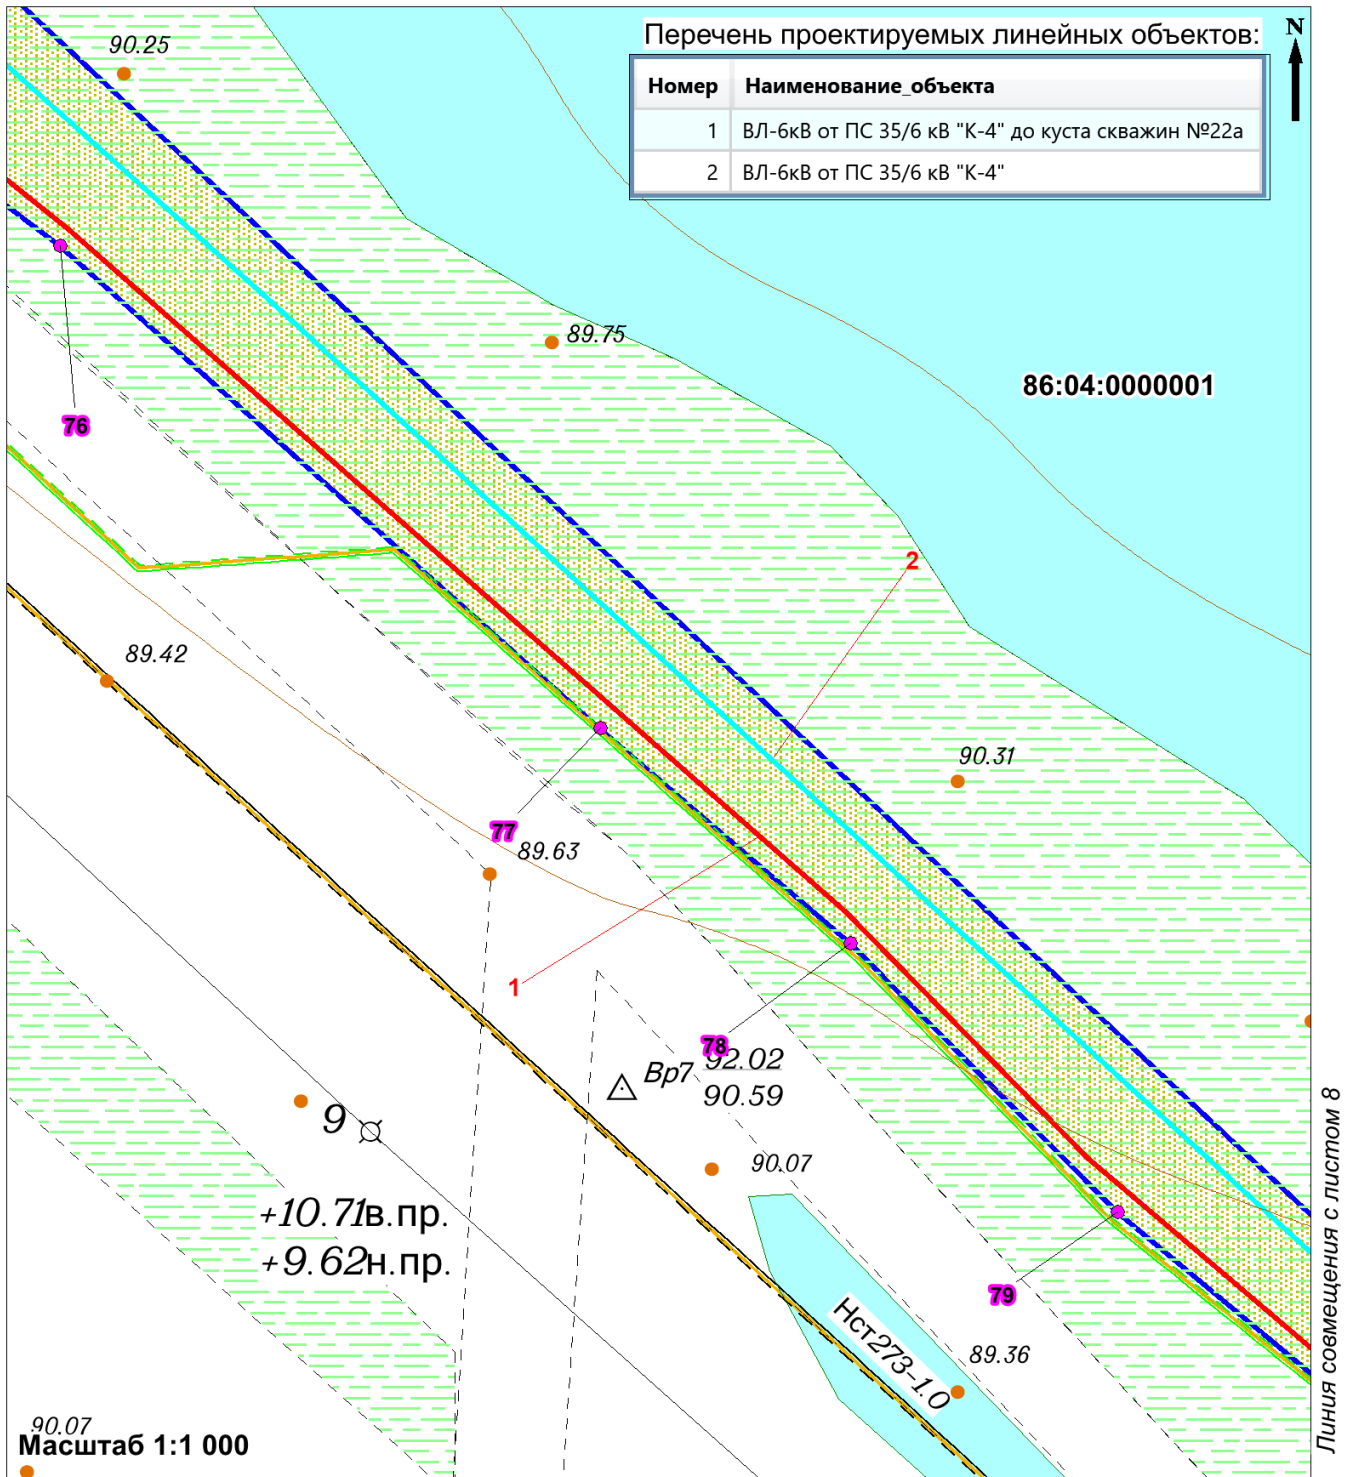 90.25
Перечень проектируемых линейных объектов:
N
Номер Наименование_объекта
1 ВЛ-6кВ от ПС 35/6 кВ "К-4" до куста скважин №22а
2 ВЛ-6кВ от ПС 35/6 кВ "К-4"
89.75
86:04:0000001
76
2
89.42
90.31
77
89.63
1
78
92.02
Вр7
90.59
9
90.07
+10.71в.пр.
+9.62н.пр.
79
Нст273-1.0
89.36
Линия совмещения с листом 8
90.07
Масштаб 1:1 000